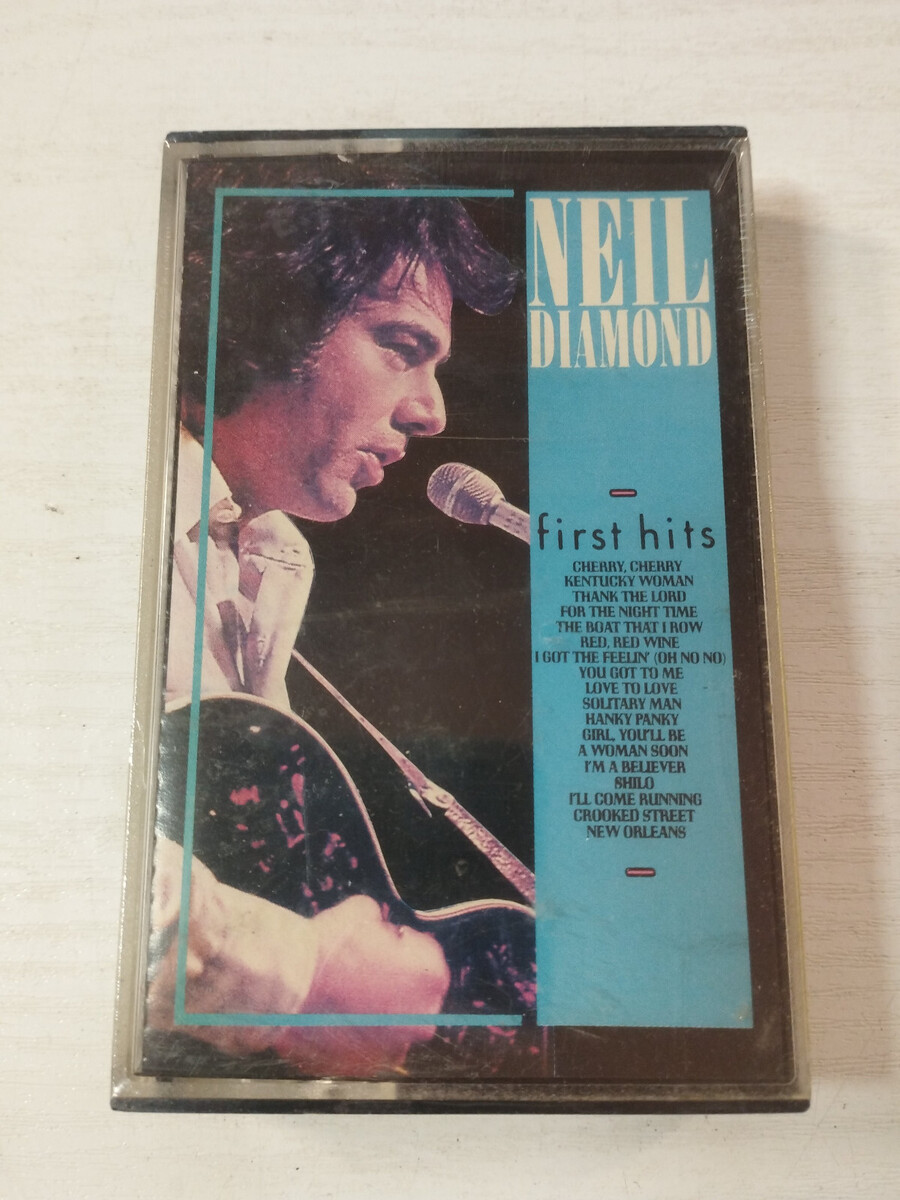 NEIL
DIAMOND
first hits
CHERRY, CHERRY
KENTUCKY WOMAN
THANK THE LORD
FOR THE NIGHT TIME
THE BOAT THAT I ROW
RED, RED WINE
I GOT THE FEELIN' (OH NO NO)
YOU GOT TO ME
LOVE TO LOVE
SOLITARY MAN
HANKY PANKY
GIRL, YOU'LL BE
A WOMAN SOON
I'M A BELIEVER
SHILO
I'LL COME RUNNING
CROOKED STREET
NEW ORLEANS